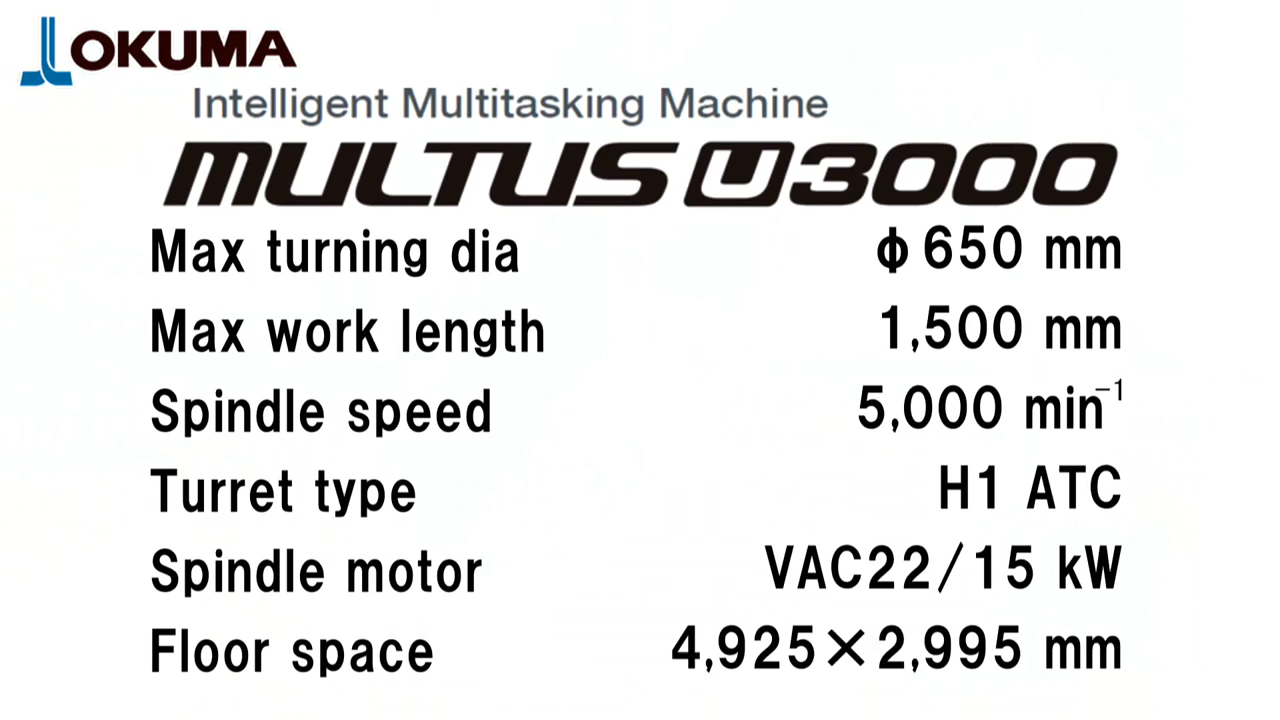 OKUMA
Intelligent Multitasking Machine
MULTUS U3000
Max turning dia φ650 mm
Max work length 1,500 mm
Spindle speed 5,000 min⁻¹
Turret type H1 ATC
Spindle motor VAC22/15 kW
Floor space 4,925×2,995 mm